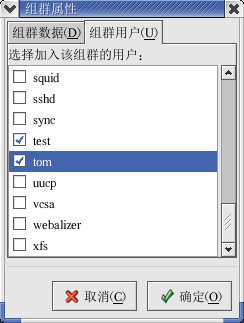 组群属性
组群数据(D) 组群用户(U)
选择加入该组群的用户：
squid
sshd
sync
test
tom
uucp
vcsa
webalizer
xfs
取消(C) 确定(O)